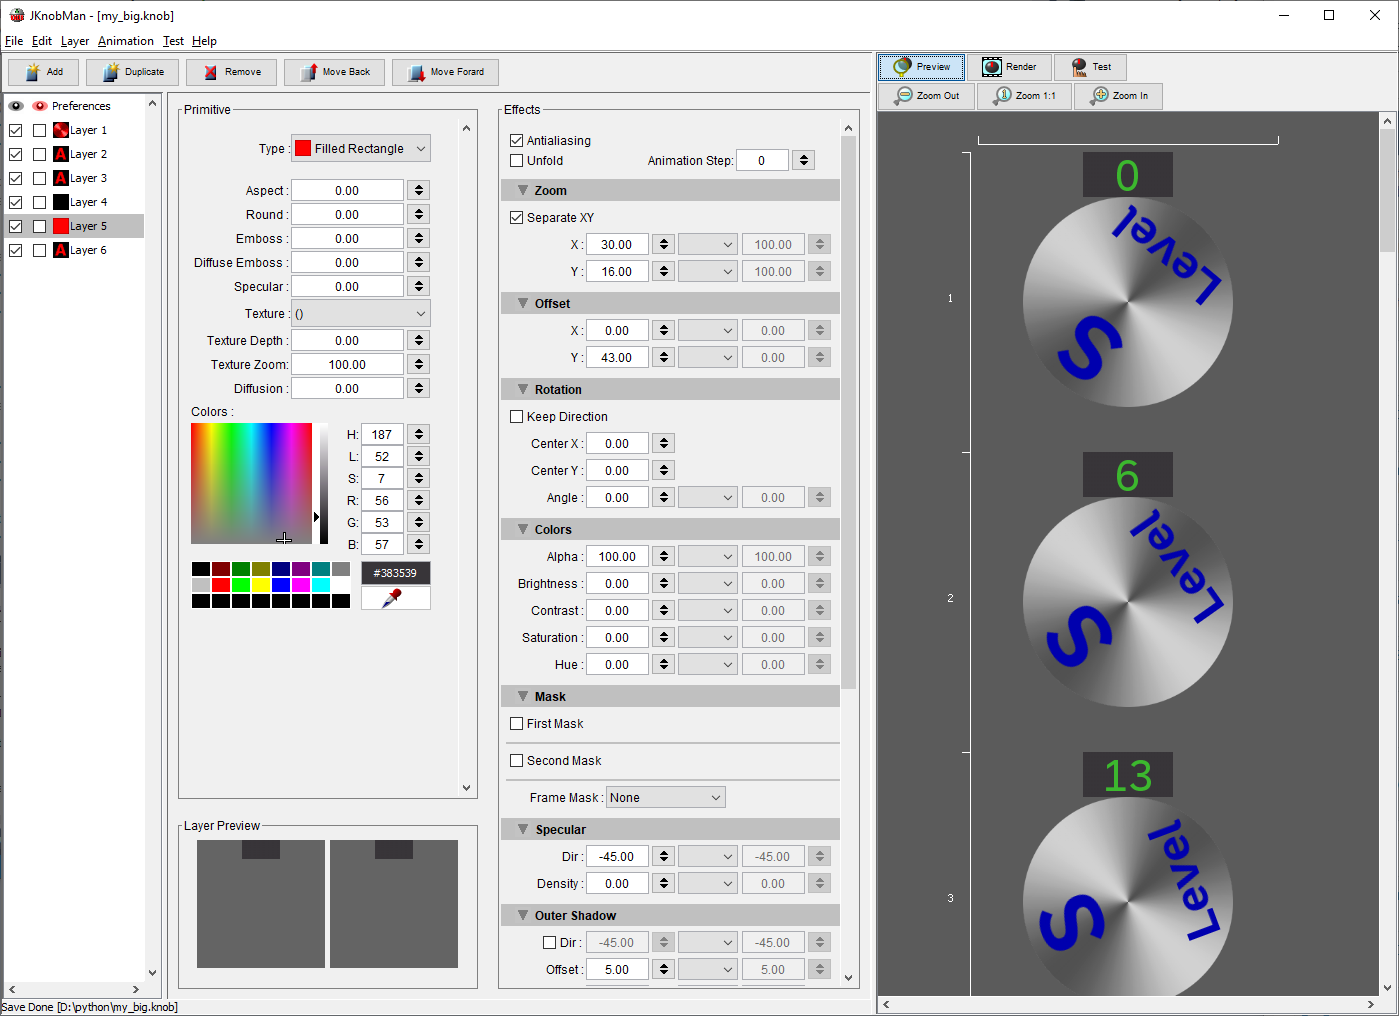 JKnobMan - [my_big.knob]
File Edit Layer Animation Test Help
Add Duplicate Remove Move Back Move Forard
Preferences
Layer 1
Layer 2
Layer 3
Layer 4
Layer 5
Layer 6
Primitive
Type : Filled Rectangle
Aspect : 0.00
Round : 0.00
Emboss : 0.00
Diffuse Emboss : 0.00
Specular : 0.00
Texture : ()
Texture Depth : 0.00
Texture Zoom: 100.00
Diffusion : 0.00
Colors :
H: 187
L: 52
S: 7
R: 56
G: 53
B: 57
#383539
Layer Preview
Effects
Antialiasing
Unfold Animation Step: 0
Zoom
Separate XY
X : 30.00 100.00
Y : 16.00 100.00
Offset
X : 0.00 0.00
Y : 43.00 0.00
Rotation
Keep Direction
Center X : 0.00
Center Y : 0.00
Angle : 0.00 0.00
Colors
Alpha : 100.00 100.00
Brightness : 0.00 0.00
Contrast : 0.00 0.00
Saturation : 0.00 0.00
Hue : 0.00 0.00
Mask
First Mask
Second Mask
Frame Mask : None
Specular
Dir : -45.00 -45.00
Density : 0.00 0.00
Outer Shadow
Dir : -45.00 -45.00
Offset : 5.00 5.00
Preview Render Test
Zoom Out Zoom 1:1 Zoom In
0
Level
S
1
6
Level
S
2
13
Level
S
3
Save Done [D:\python\my_big.knob]